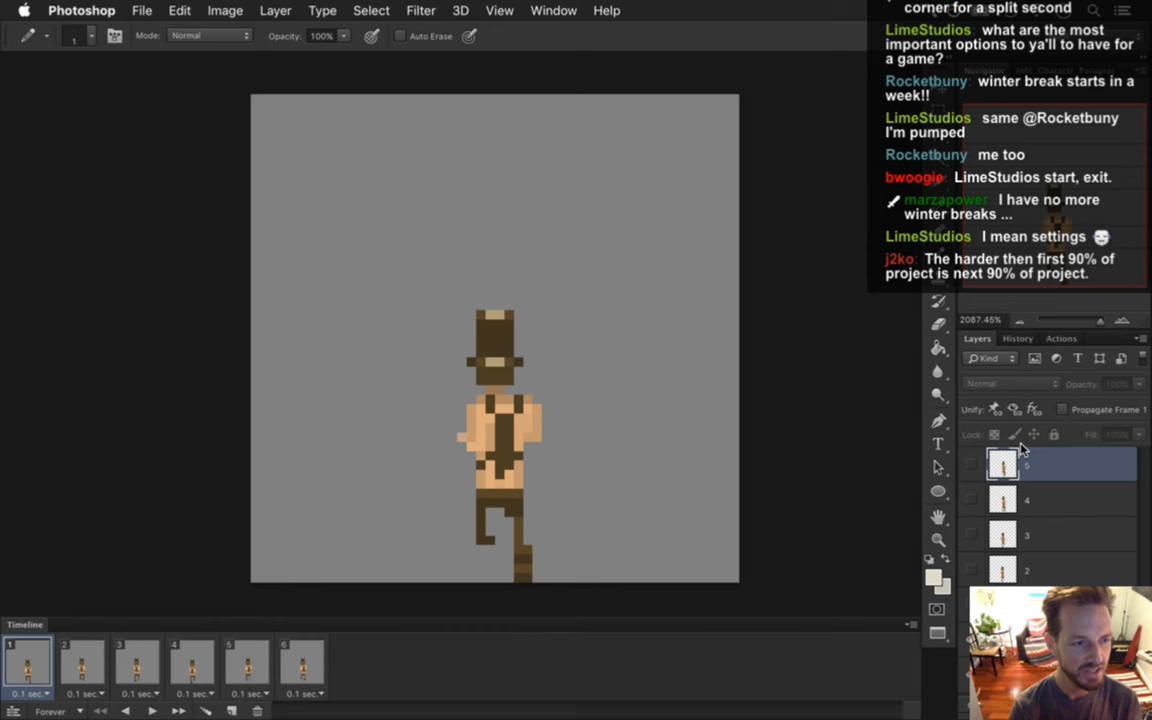 Photoshop File Edit Image Layer Type Select Filter 3D View Window Help
corner for a split second
LimeStudios what are the most
important options to ya'll to have for
a game?
Rocketbuny winter break starts in a
week!!
LimeStudios same @Rocketbuny
I'm pumped
Rocketbuny me too
bwoogie: LimeStudios start, exit.
marzapower: I have no more
winter breaks ...
LimeStudios I mean settings
j2ko: The harder then first 90% of
project is next 90% of project.
1 Mode: Normal Opacity: 100% Auto Erase
2087.45%
Layers History Actions
Kind
Normal Opacity: 100%
Unify: Propagate Frame 1
Lock: Fill: 100%
5
4
3
2
Timeline
1 2 3 4 5 6
0.1 sec. 0.1 sec. 0.1 sec. 0.1 sec. 0.1 sec. 0.1 sec.
Forever